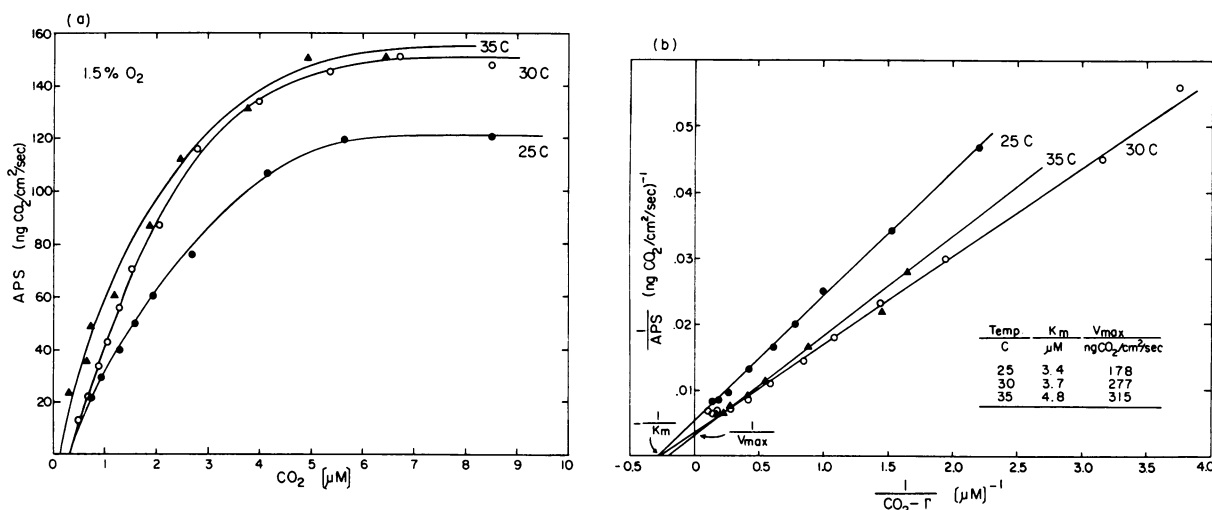 (a)
160
140
120
100
80
60
40
20
0
APS (ng CO₂/cm²/sec)
1.5% O₂
35 C
30 C
25 C
0 1 2 3 4 5 6 7 8 9 10
CO₂ [μM]
(b)
.05
.04
.03
.02
.01
1/APS (ng CO₂/cm²/sec)⁻¹
25 C
35 C
30 C
Temp. Km Vmax
C μM ngCO₂/cm²/sec
25 3.4 178
30 3.7 277
35 4.8 315
-1/Km
1/Vmax
-0.5 0 0.5 1.0 1.5 2.0 2.5 3.0 3.5 4.0
1/CO₂-Γ [μM]⁻¹